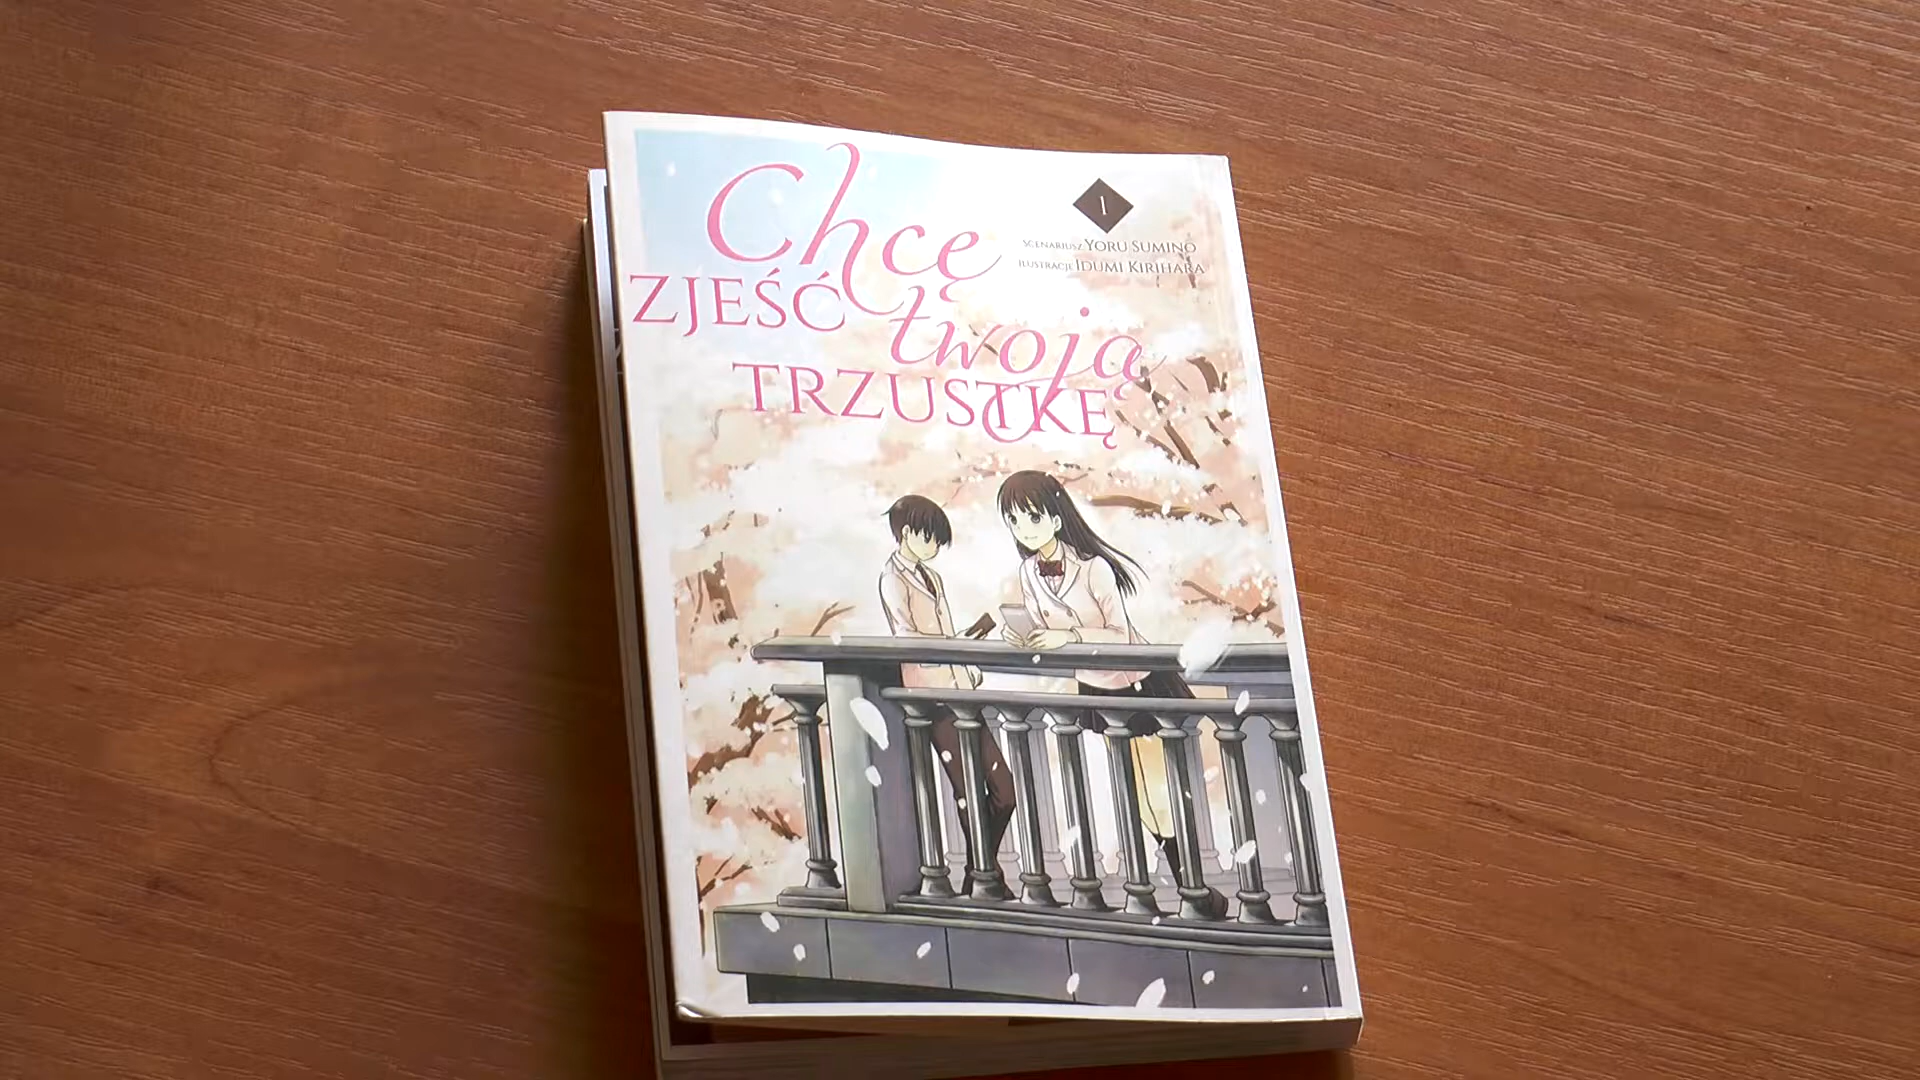 Chcę
ZJEŚĆ
twoją
TRZUSTKĘ
1
SCENARIUSZ YORU SUMINO
ILUSTRACJE IDUMI KIRIHARA